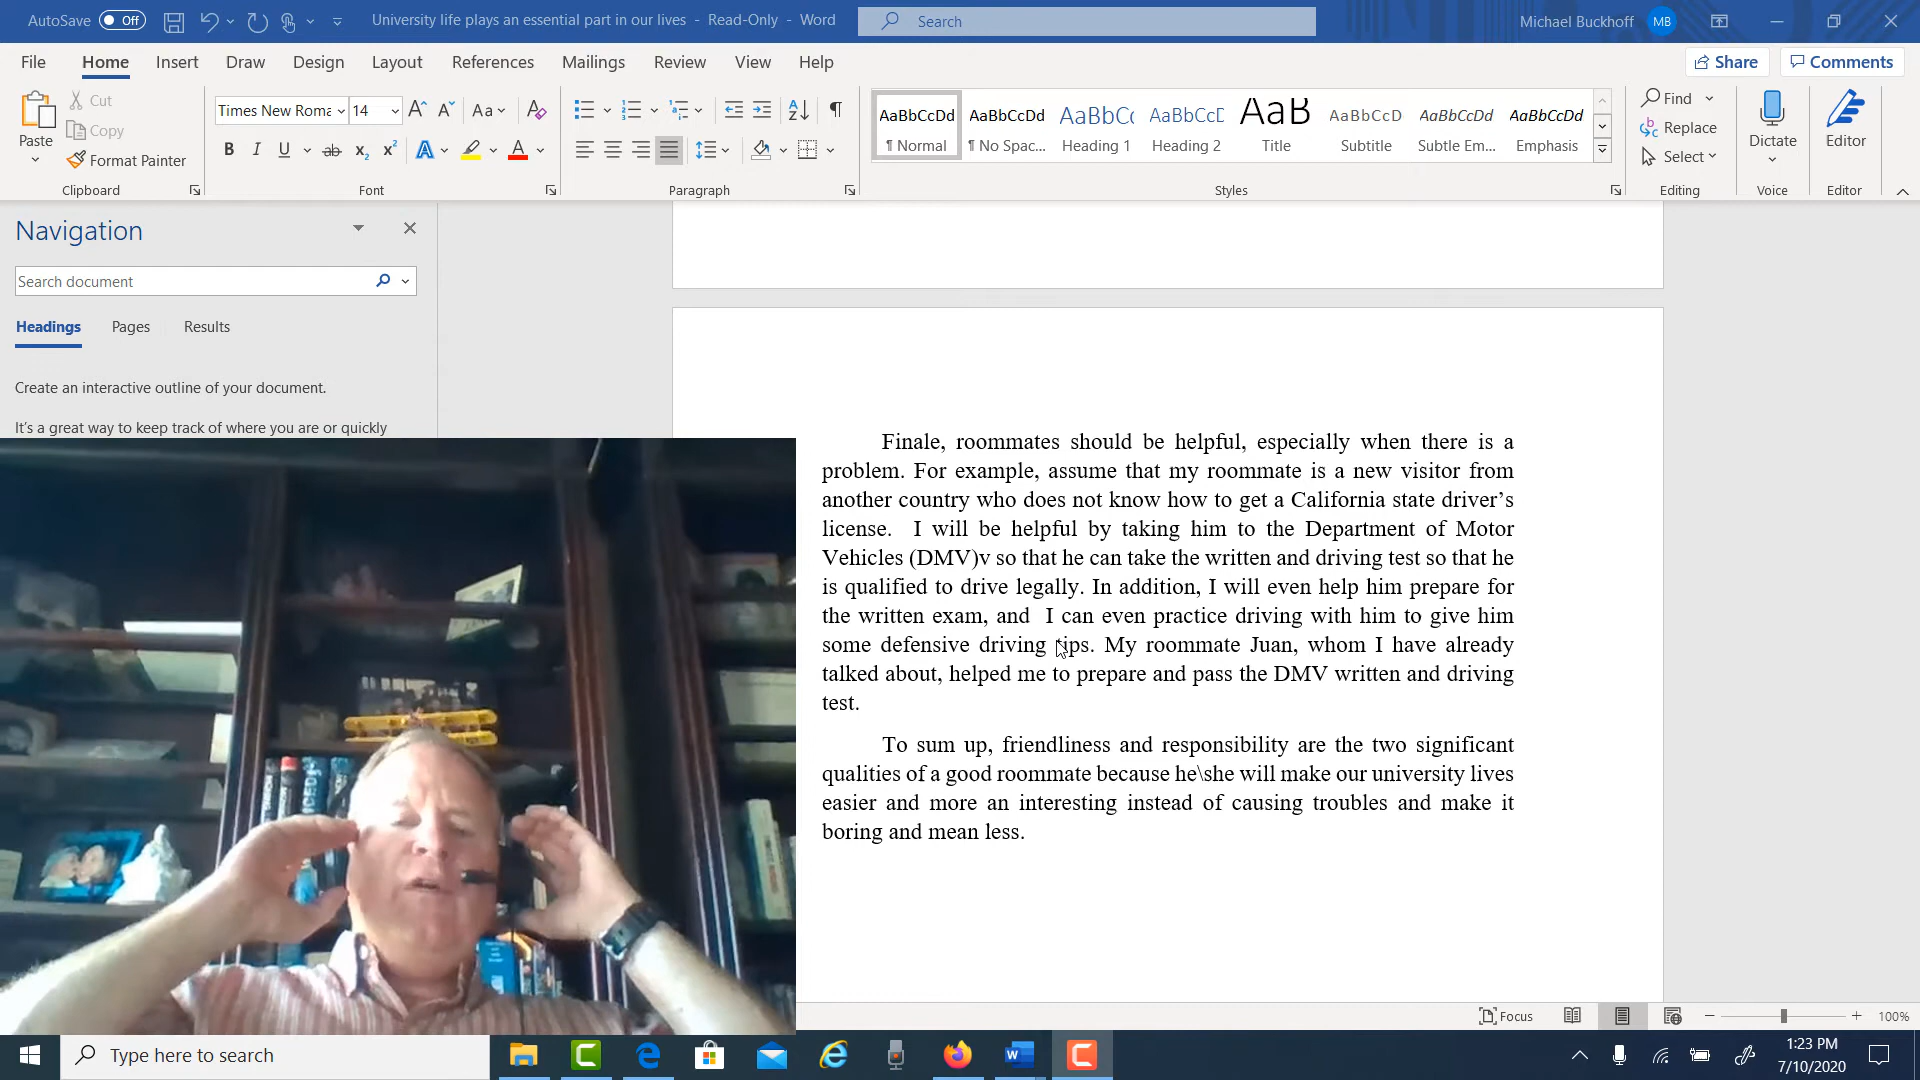 AutoSave Off University life plays an essential part in our lives - Read-Only - Word Search Michael Buckhoff MB
File Home Insert Draw Design Layout References Mailings Review View Help Share Comments
Paste Cut Copy Format Painter
Clipboard
Times New Roma 14 Aa
B I U ab x₂ x² A A
Font
Paragraph
AaBbCcDd AaBbCcDd AaBbCc AaBbCcD AaB AaBbCcD AaBbCcDd AaBbCcDd
¶ Normal ¶ No Spac... Heading 1 Heading 2 Title Subtitle Subtle Em... Emphasis
Styles
Find
Replace
Select
Editing
Dictate
Voice
Editor
Editor
Navigation
Search document
Headings Pages Results
Create an interactive outline of your document.
It's a great way to keep track of where you are or quickly
Finale, roommates should be helpful, especially when there is a
problem. For example, assume that my roommate is a new visitor from
another country who does not know how to get a California state driver's
license. I will be helpful by taking him to the Department of Motor
Vehicles (DMV)v so that he can take the written and driving test so that he
is qualified to drive legally. In addition, I will even help him prepare for
the written exam, and I can even practice driving with him to give him
some defensive driving tips. My roommate Juan, whom I have already
talked about, helped me to prepare and pass the DMV written and driving
test.
To sum up, friendliness and responsibility are the two significant
qualities of a good roommate because he\she will make our university lives
easier and more an interesting instead of causing troubles and make it
boring and mean less.
Focus 100%
Type here to search
1:23 PM
7/10/2020